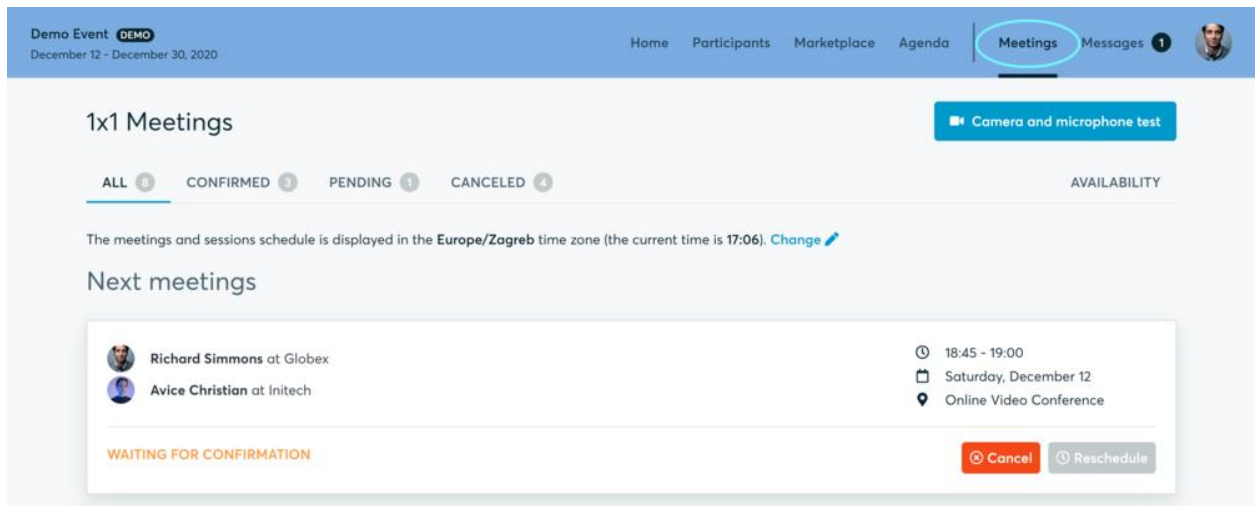 Demo Event DEMO
December 12 - December 30, 2020
Home Participants Marketplace Agenda Meetings Messages 1
1x1 Meetings
Camera and microphone test
ALL 8 CONFIRMED 3 PENDING 1 CANCELED 4
AVAILABILITY
The meetings and sessions schedule is displayed in the Europe/Zagreb time zone (the current time is 17:06). Change
Next meetings
Richard Simmons at Globex
Avice Christian at Initech
18:45 - 19:00
Saturday, December 12
Online Video Conference
WAITING FOR CONFIRMATION
Cancel Reschedule